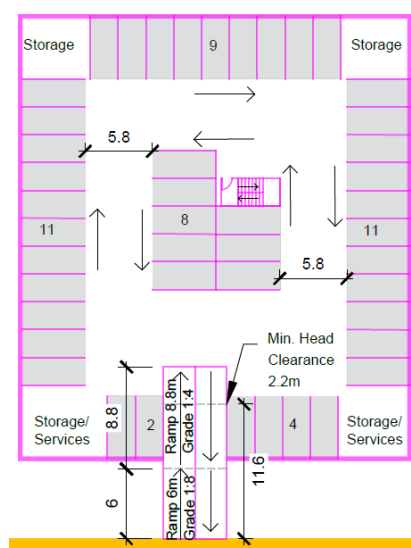 Storage
9
Storage
5.8
11
8
11
5.8
Min. Head
Clearance
2.2m
Storage/
Services
2
Ramp 8.8m
Grade 1:4
4
Storage/
Services
8.8
11.6
6
Ramp 6m
Grade 1:8